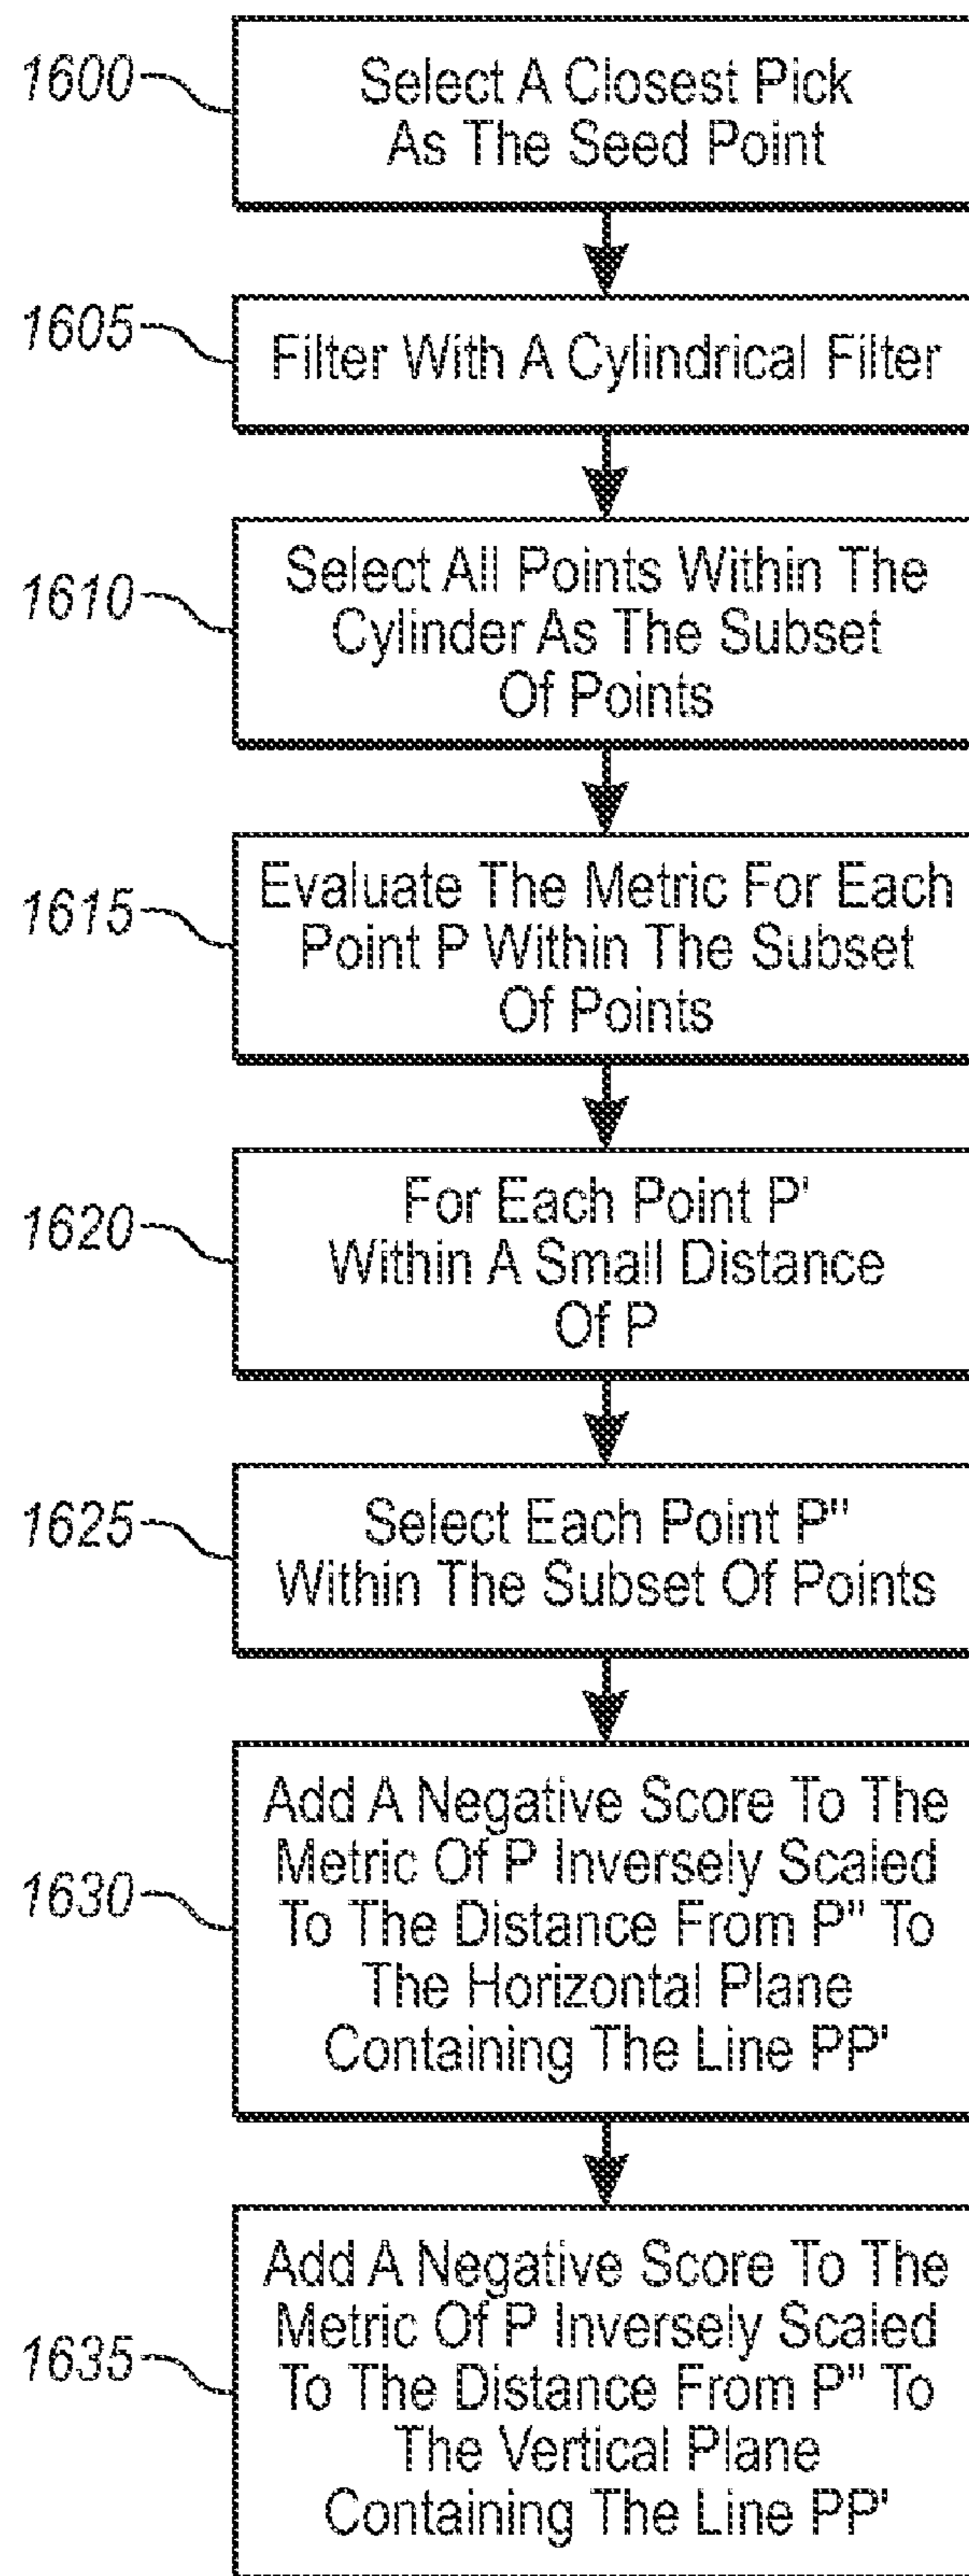 1600
Select A Closest Pick
As The Seed Point
1605
Filter With A Cylindrical Filter
1610
Select All Points Within The
Cylinder As The Subset
Of Points
1615
Evaluate The Metric For Each
Point P Within The Subset
Of Points
1620
For Each Point P'
Within A Small Distance
Of P
1625
Select Each Point P"
Within The Subset Of Points
1630
Add A Negative Score To The
Metric Of P Inversely Scaled
To The Distance From P" To
The Horizontal Plane
Containing The Line PP'
1635
Add A Negative Score To The
Metric Of P Inversely Scaled
To The Distance From P" To
The Vertical Plane
Containing The Line PP'